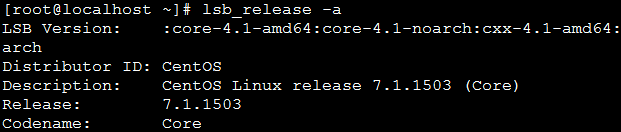 [root@localhost ~]# lsb_release -a
LSB Version:    :core-4.1-amd64:core-4.1-noarch:cxx-4.1-amd64:
arch
Distributor ID: CentOS
Description:    CentOS Linux release 7.1.1503 (Core)
Release:        7.1.1503
Codename:       Core